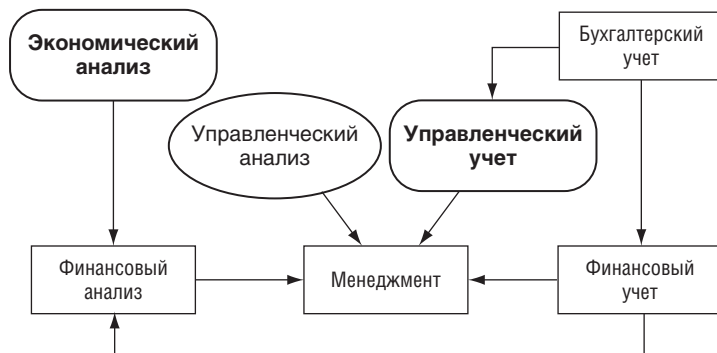 Экономический
анализ
Бухгалтерский
учет
Управленческий
анализ
Управленческий
учет
Финансовый
анализ
Менеджмент
Финансовый
учет